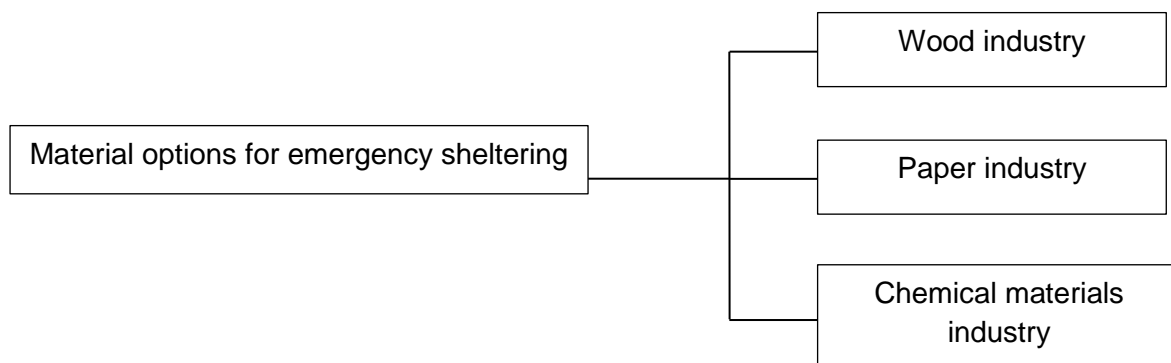 Material options for emergency sheltering
Wood industry
Paper industry
Chemical materials
industry